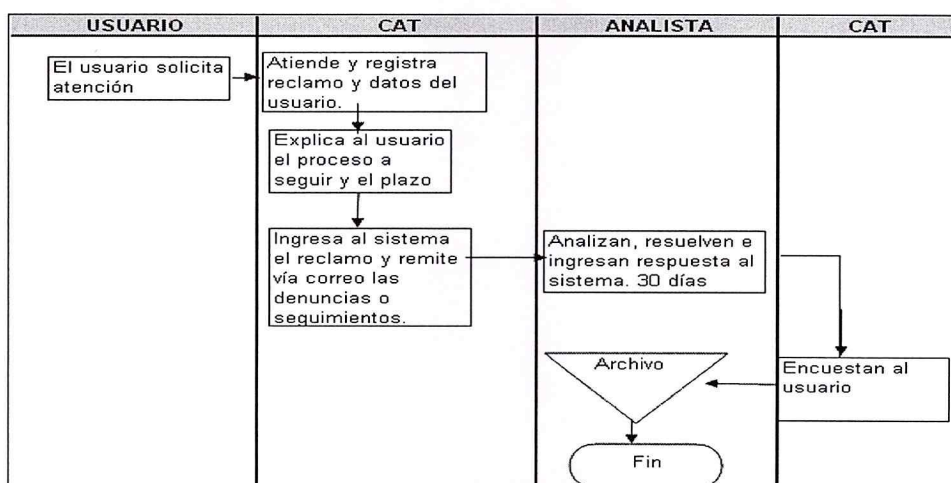 USUARIO
CAT
ANALISTA
CAT
El usuario solicita
atención
Atiende y registra
reclamo y datos del
usuario.
Explica al usuario
el proceso a
seguir y el plazo
Ingresa al sistema
el reclamo y remite
vía correo las
denuncias o
seguimientos.
Analizan, resuelven e
ingresan respuesta al
sistema. 30 días
Encuestan al
usuario
Archivo
Fin